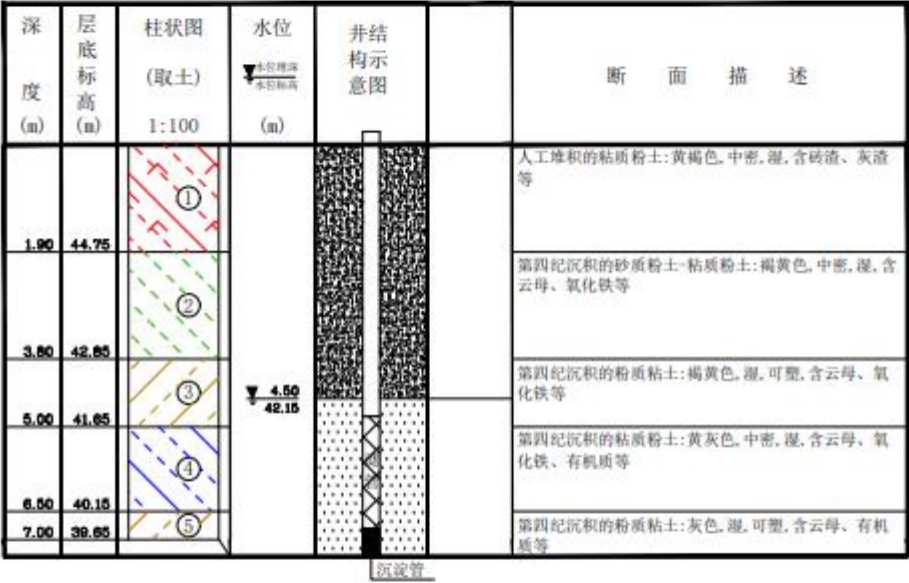 深度(m)
层底标高(m)
柱状图
(取土)
1:100
水位
水位埋深
水位标高
(m)
井结构示意图
断面描述
人工堆积的粘质粉土:黄褐色,中密,湿,含砖渣、灰渣
等
①
1.90 44.75
第四纪沉积的砂质粉土-粘质粉土:褐黄色,中密,湿,含
云母、氧化铁等
②
3.80 42.85
第四纪沉积的粉质粘土:褐黄色,湿,可塑,含云母、氧
化铁等
③
4.50
42.15
5.00 41.65
第四纪沉积的粘质粉土:黄灰色,中密,湿,含云母、氧
化铁、有机质等
④
6.50 40.15
第四纪沉积的粉质粘土:灰色,湿,可塑,含云母、有机
质等
⑤
7.00 39.65
沉淀管